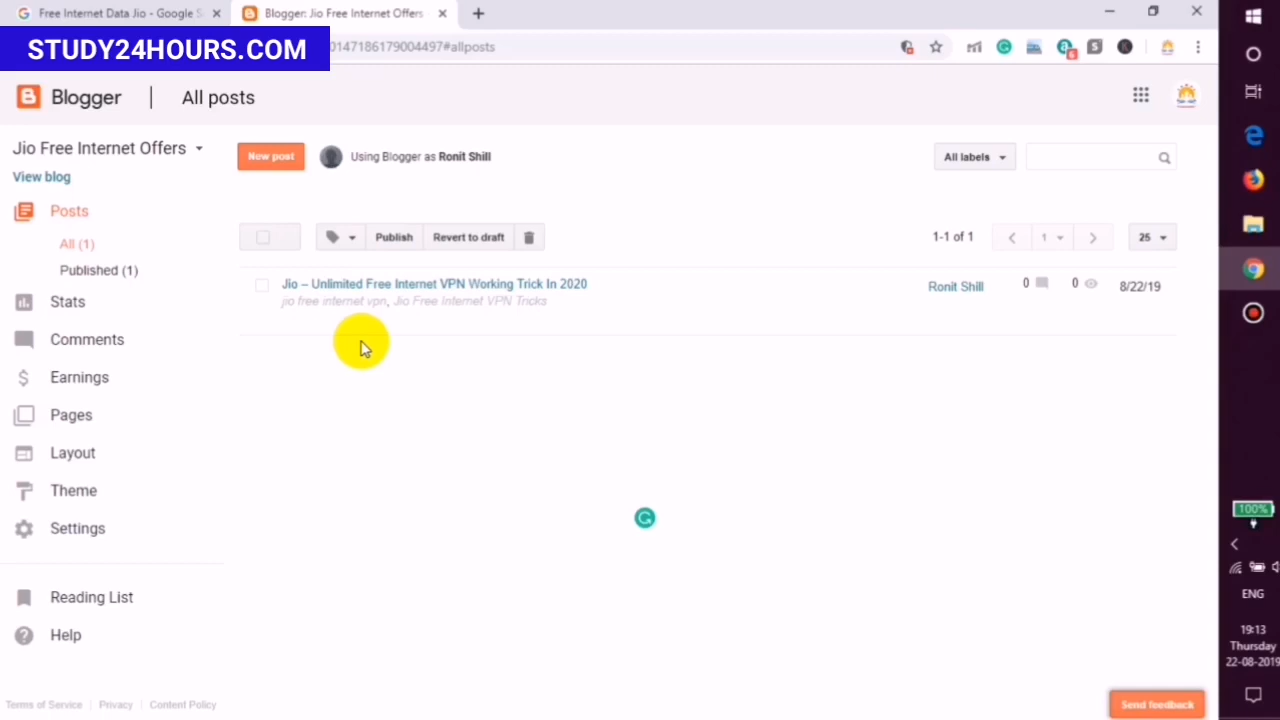 Free Internet Data Jio - Google S
Blogger: Jio Free Internet Offers
STUDY24HOURS.COM
0147186179004497#allposts
Blogger
All posts
Jio Free Internet Offers
View blog
New post
Using Blogger as Ronit Shill
All labels
Posts
All (1)
Published (1)
Publish
Revert to draft
1-1 of 1
1
25
Jio – Unlimited Free Internet VPN Working Trick In 2020
jio free internet vpn, Jio Free Internet VPN Tricks
Ronit Shill
0
0
8/22/19
Stats
Comments
Earnings
Pages
Layout
Theme
Settings
Reading List
Help
Terms of Service
Privacy
Content Policy
Send feedback
100%
ENG
19:13
Thursday
22-08-2019